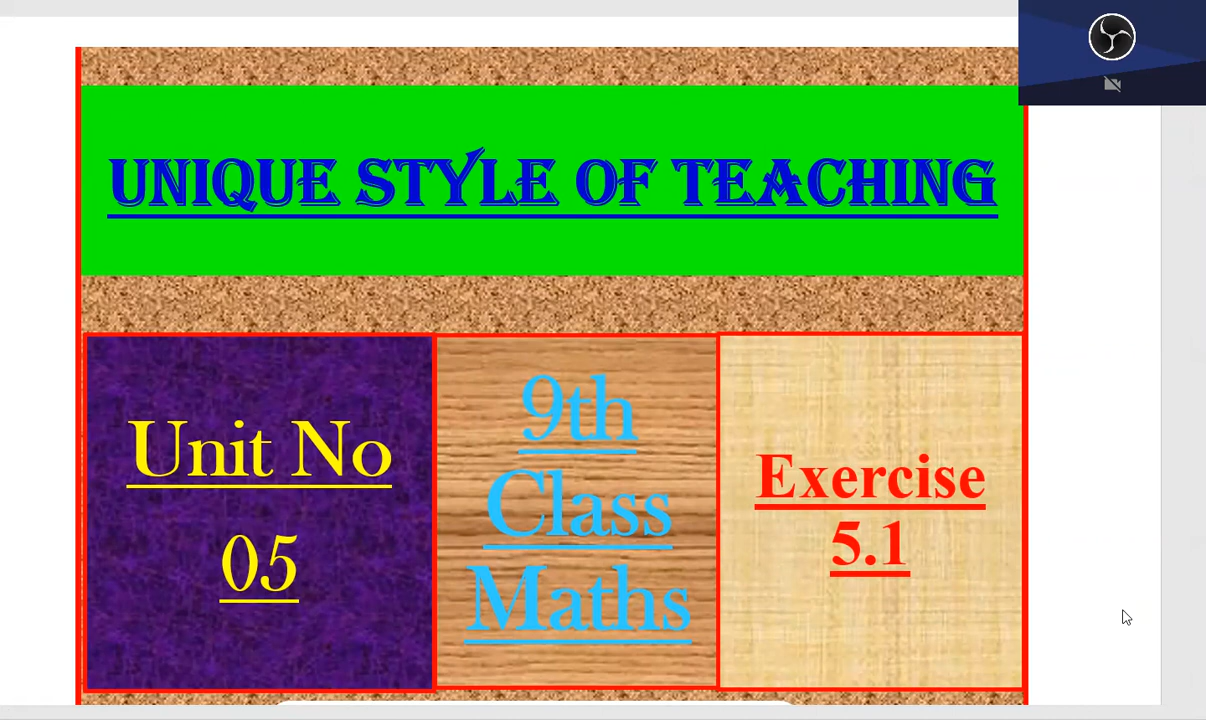 UNIQUE STYLE OF TEACHING
Unit No
05
9th
Class
Maths
Exercise
5.1